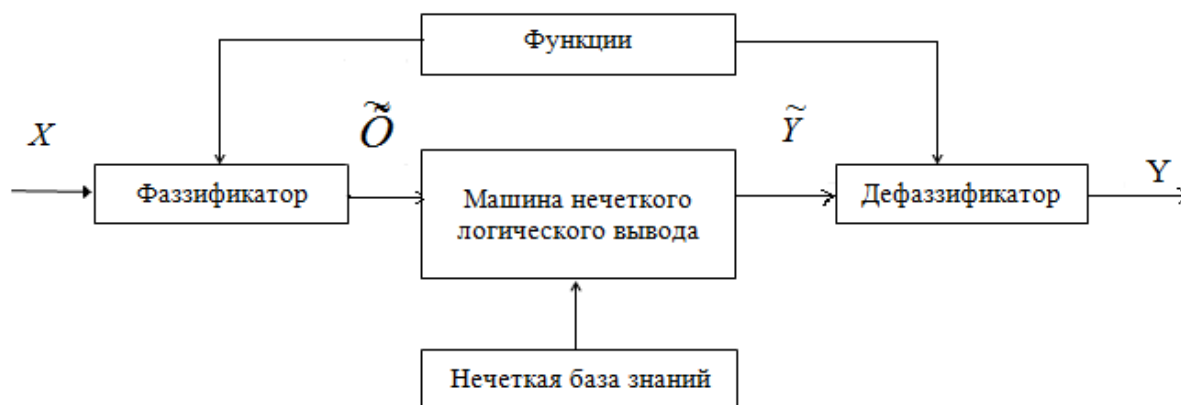 Функции
X
Õ
Ỹ
Y
Фаззификатор
Машина нечеткого
логического вывода
Дефаззификатор
Нечеткая база знаний